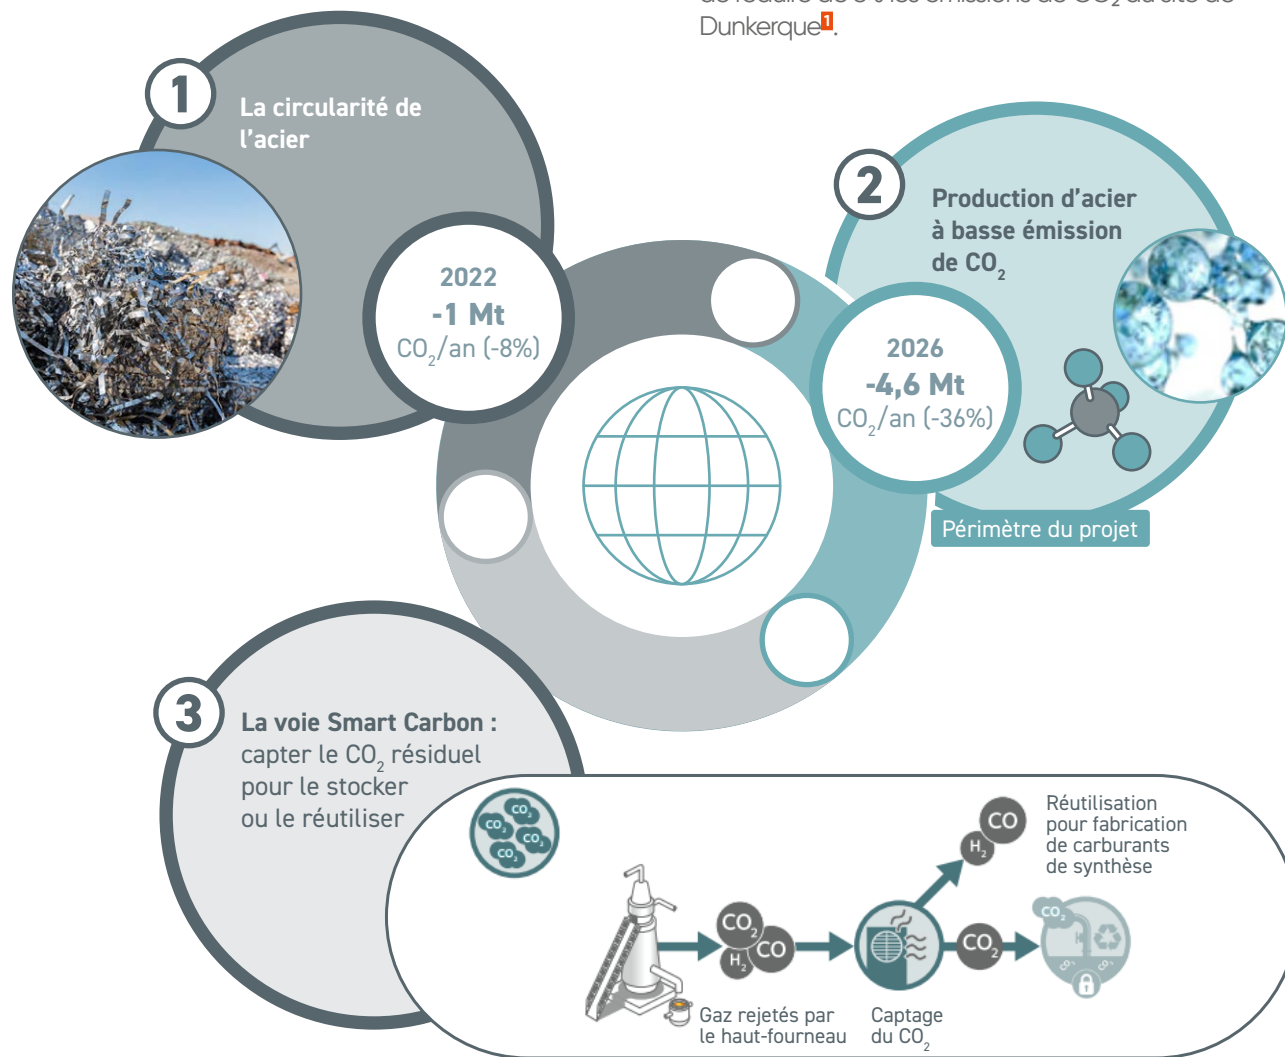 Dunkerque1.
1
La circularité de
l'acier
2022
-1 Mt
CO2/an (-8%)
2
Production d'acier
à basse émission
de CO2
2026
-4,6 Mt
CO2/an (-36%)
Périmètre du projet
3
La voie Smart Carbon :
capter le CO2 résiduel
pour le stocker
ou le réutiliser
CO2
CO2
CO2
CO2
CO2
CO2
H2
CO
Gaz rejetés par
le haut-fourneau
Captage
du CO2
H2
CO
Réutilisation
pour fabrication
de carburants
de synthèse
CO2
CO2
CO2
CO2